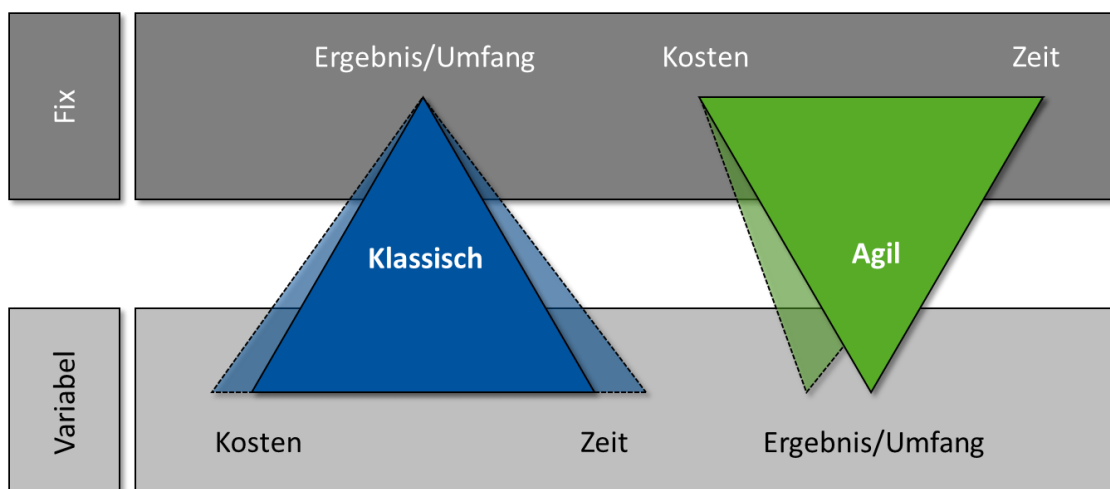 Fix
Ergebnis/Umfang
Kosten
Zeit
Klassisch
Agil
Variabel
Kosten
Zeit
Ergebnis/Umfang